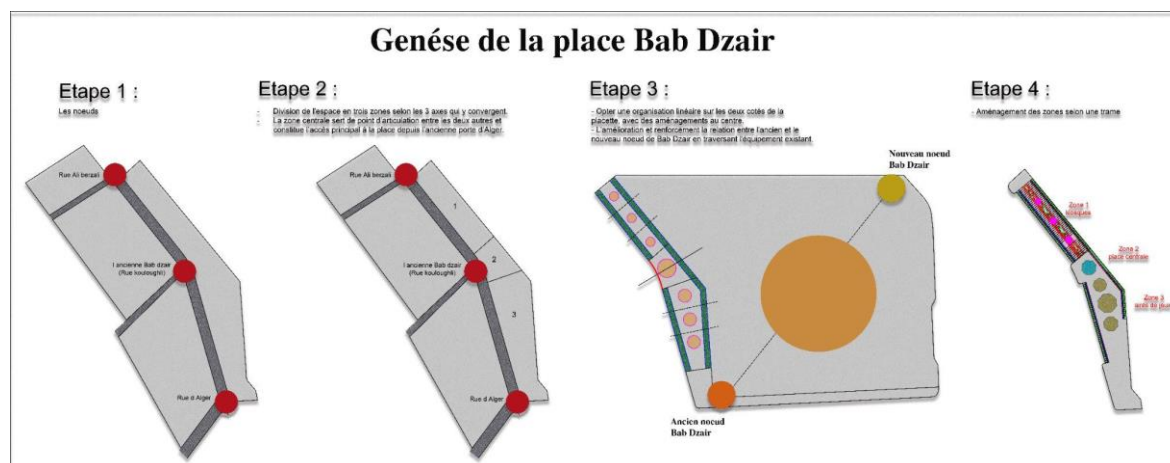 Genése de la place Bab Dzair
Etape 1 :
Les noeuds
Rue Ali berzali
l ancienne Bab dzair
(Rue kouloughli)
Rue d Alger
Etape 2 :
- Division de l'espace en trois zones selon les 3 axes qui y convergent.
- La zone centrale sert de point d'articulation entre les deux autres et
constitue l'accès principal à la place depuis l'ancienne porte d'Alger.
Rue Ali berzali
1
l ancienne Bab dzair
(Rue kouloughli)
2
3
Rue d Alger
Etape 3 :
- Opter une organisation linéaire sur les deux cotés de la
placette, avec des aménagements au centre.
- L'amélioration et renforcement la relation entre l'ancien et le
nouveau noeud de Bab Dzair en traversant l'équipement existant
Nouveau noeud
Bab Dzair
Ancien noeud
Bab Dzair
Etape 4 :
- Aménagement des zones selon une trame
Zone 1
kiosques
Zone 2
place centrale
Zone 3